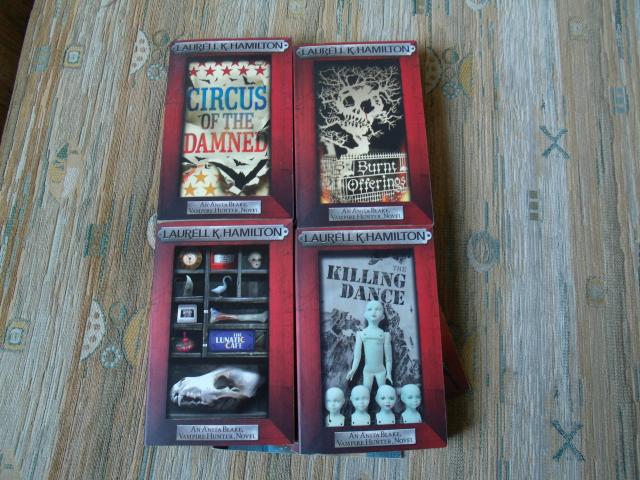 LAURELL K. HAMILTON
CIRCUS
OF THE
DAMNED
AN ANITA BLAKE,
VAMPIRE HUNTER, NOVEL
LAURELL K. HAMILTON
Burnt
Offerings
AN ANITA BLAKE,
VAMPIRE HUNTER, NOVEL
LAURELL K. HAMILTON
THE
LUNATIC
CAFE
AN ANITA BLAKE,
VAMPIRE HUNTER, NOVEL
LAURELL K. HAMILTON
THE
KILLING
DANCE
AN ANITA BLAKE,
VAMPIRE HUNTER, NOVEL